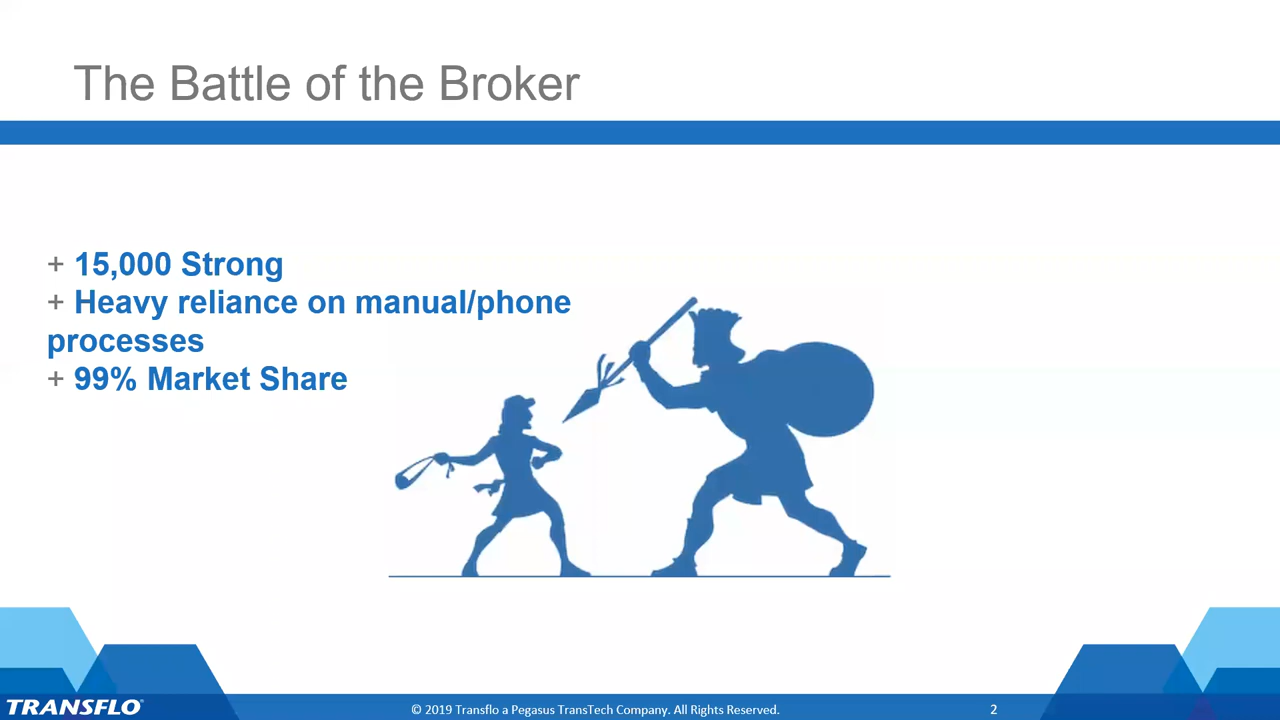 The Battle of the Broker
+ 15,000 Strong
+ Heavy reliance on manual/phone
processes
+ 99% Market Share
TRANSFLO®
© 2019 Transflo a Pegasus TransTech Company. All Rights Reserved.
2